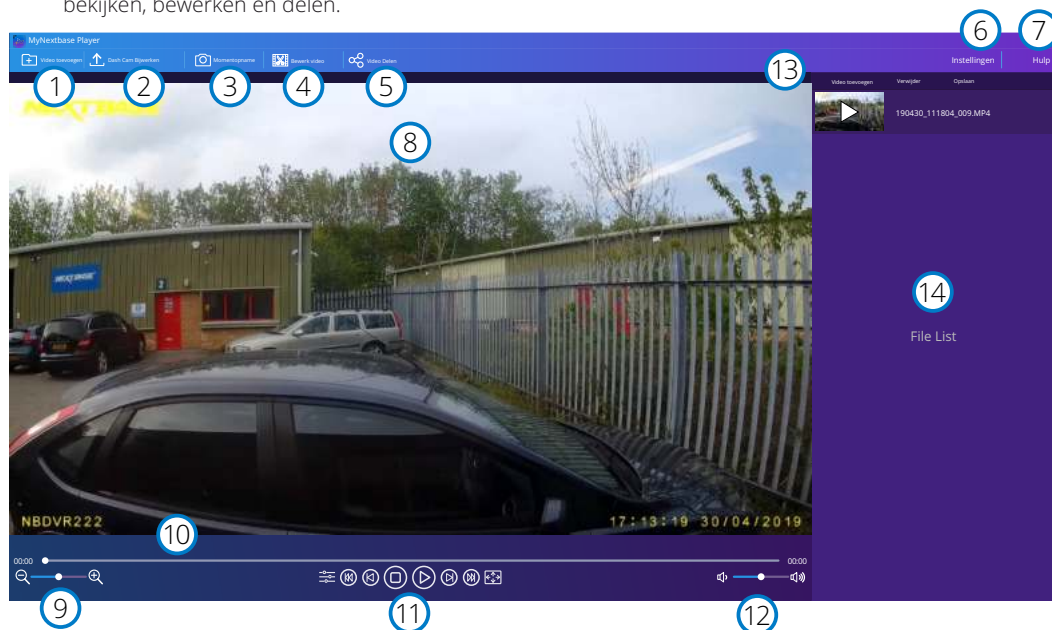 bekijken, bewerken en delen.
MyNextbase Player
6
7
Video toevoegen
Dash Cam Bijwerken
Momentopname
Bewerk video
Video Delen
Instellingen
Hulp
1
2
3
4
5
13
Video toevoegen
Verwijder
Opslaan
NEXTBASE
190430_111804_009.MP4
8
NEXTBASE
2
14
File List
NBDVR222
17:13:19 30/04/2019
10
00:00
00:00
9
11
12